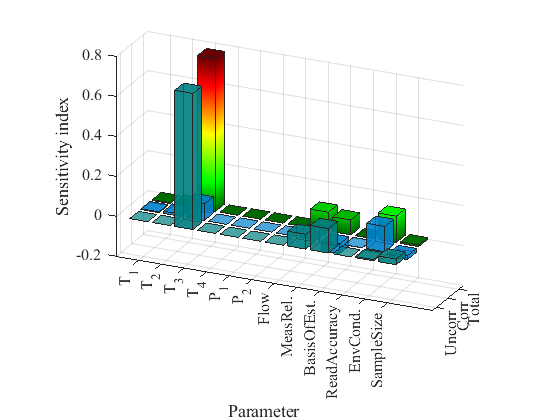 0.8
0.6
0.4
0.2
0
-0.2
Sensitivity index
T1
T2
T3
T4
P1
P2
Flow
MeasRel.
BasisOfEst.
ReadAccuracy
EnvCond.
SampleSize
Uncorr
Corr
Total
Parameter